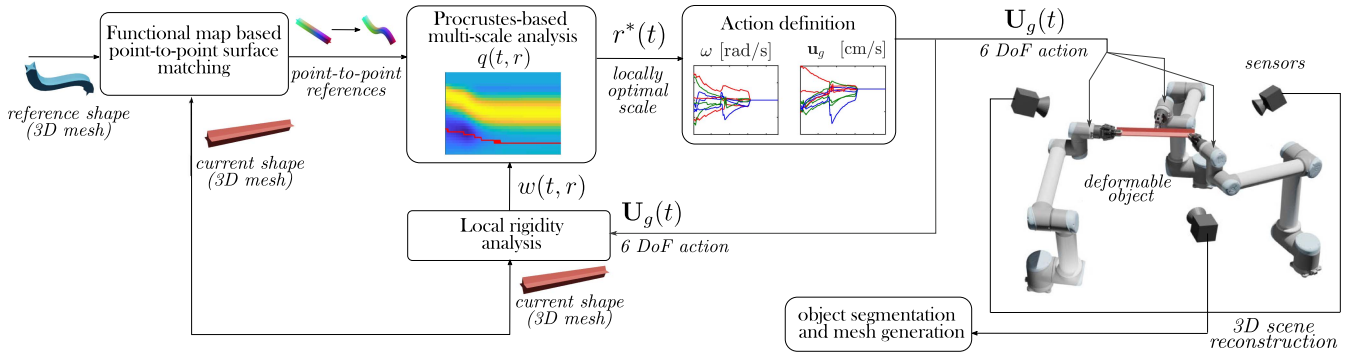 Functional map based
point-to-point surface
matching
reference shape
(3D mesh)
point-to-point
references
current shape
(3D mesh)
Procrustes-based
multi-scale analysis
q(t, r)
w(t, r)
Local rigidity
analysis
current shape
(3D mesh)
r*(t)
locally
optimal
scale
Action definition
ω [rad/s]
u_g [cm/s]
U_g(t)
6 DoF action
U_g(t)
6 DoF action
sensors
deformable
object
object segmentation
and mesh generation
3D scene
reconstruction